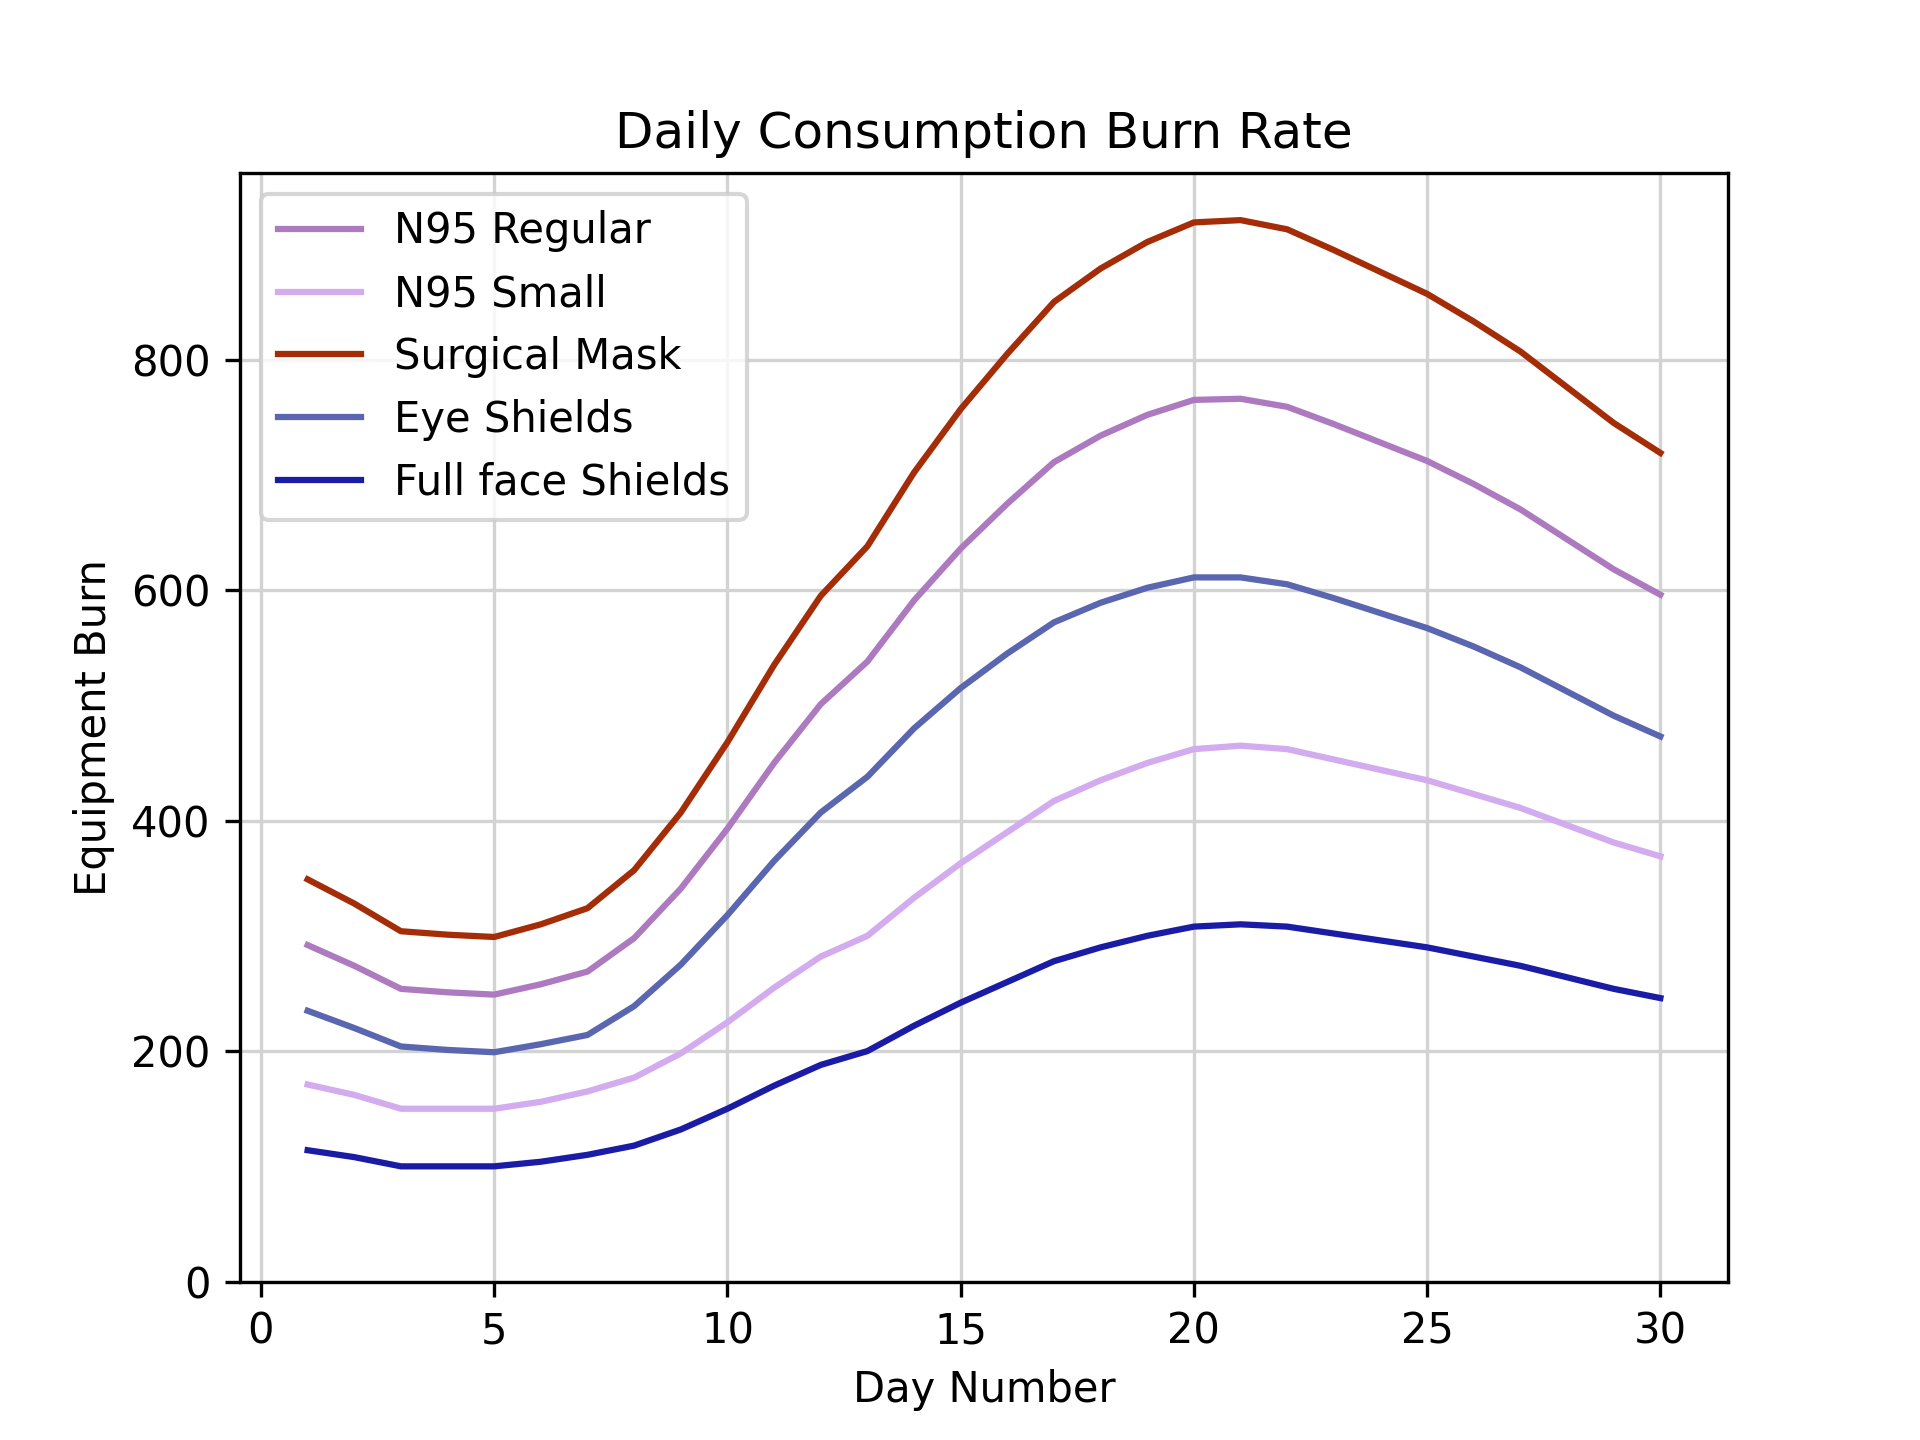 Daily Consumption Burn Rate
N95 Regular
N95 Small
Surgical Mask
Eye Shields
Full face Shields
Equipment Burn
800
600
400
200
0
0 5 10 15 20 25 30
Day Number